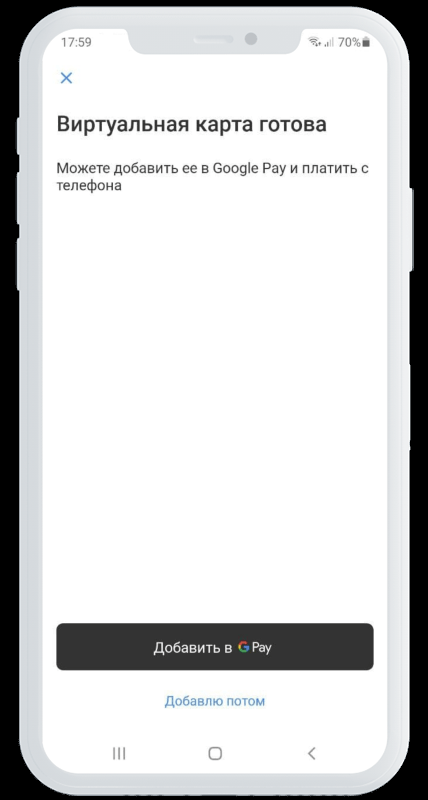 17:59
70%
Виртуальная карта готова
Можете добавить ее в Google Pay и платить с
телефона
Добавить в G Pay
Добавлю потом